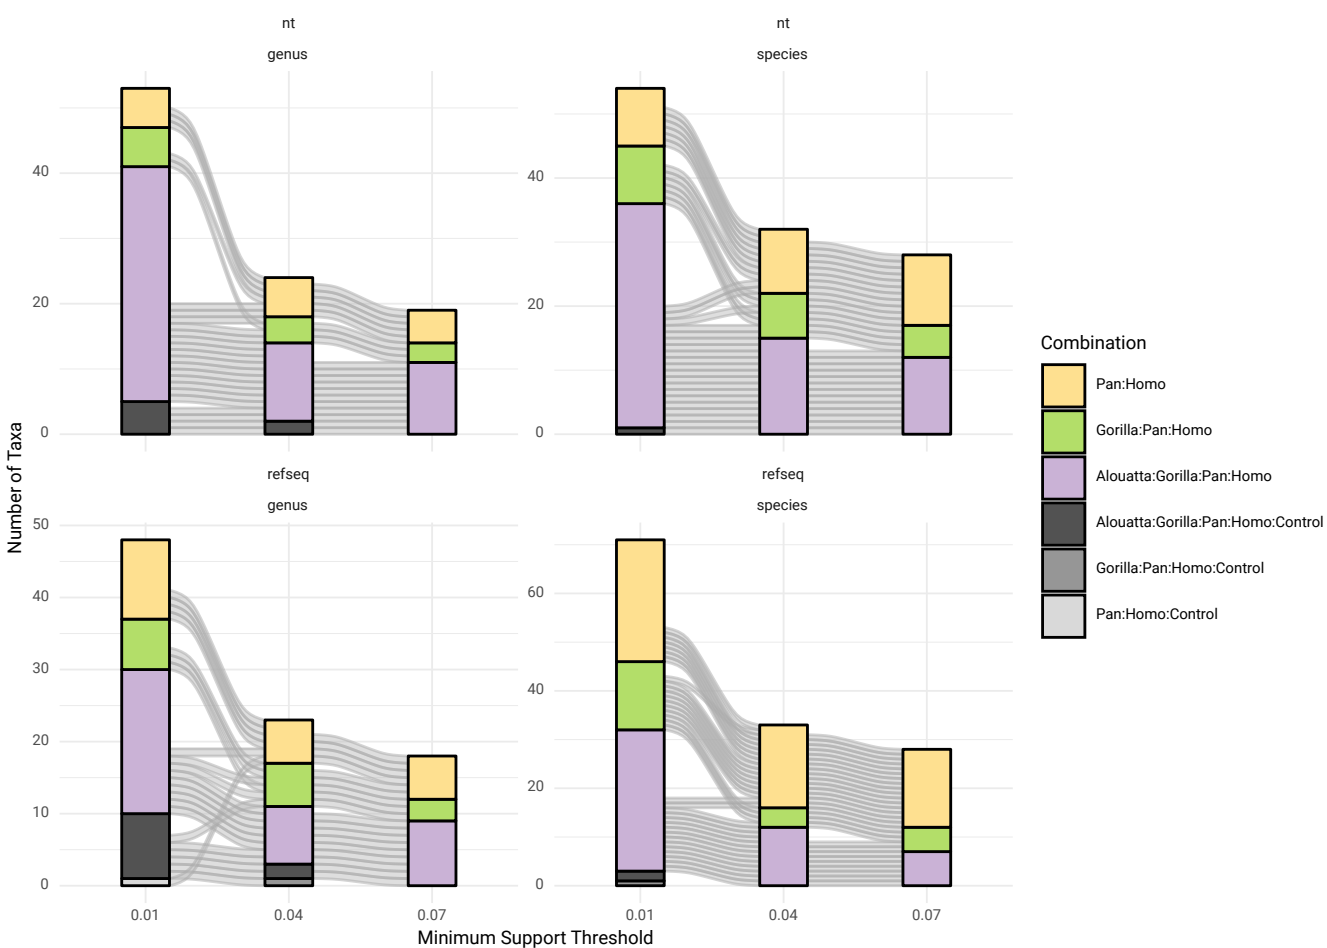 nt
genus
nt
species
40
20
0
40
20
0
refseq
genus
refseq
species
50
40
30
20
10
0
60
40
20
0
0.01
0.04
0.07
0.01
0.04
0.07
Minimum Support Threshold
Number of Taxa
Combination
Pan:Homo
Gorilla:Pan:Homo
Alouatta:Gorilla:Pan:Homo
Alouatta:Gorilla:Pan:Homo:Control
Gorilla:Pan:Homo:Control
Pan:Homo:Control